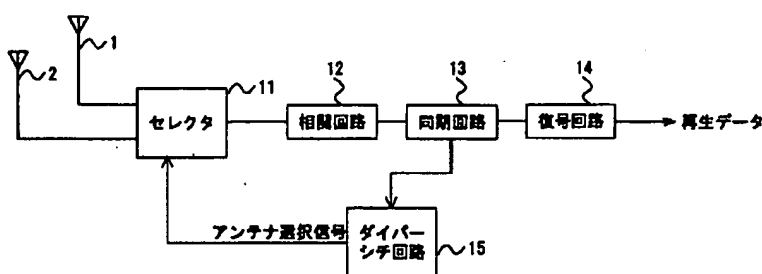 1
2
11
セレクタ
12
相関回路
13
同期回路
14
復号回路
再生データ
アンテナ選択信号
ダイバー
シチ回路
15